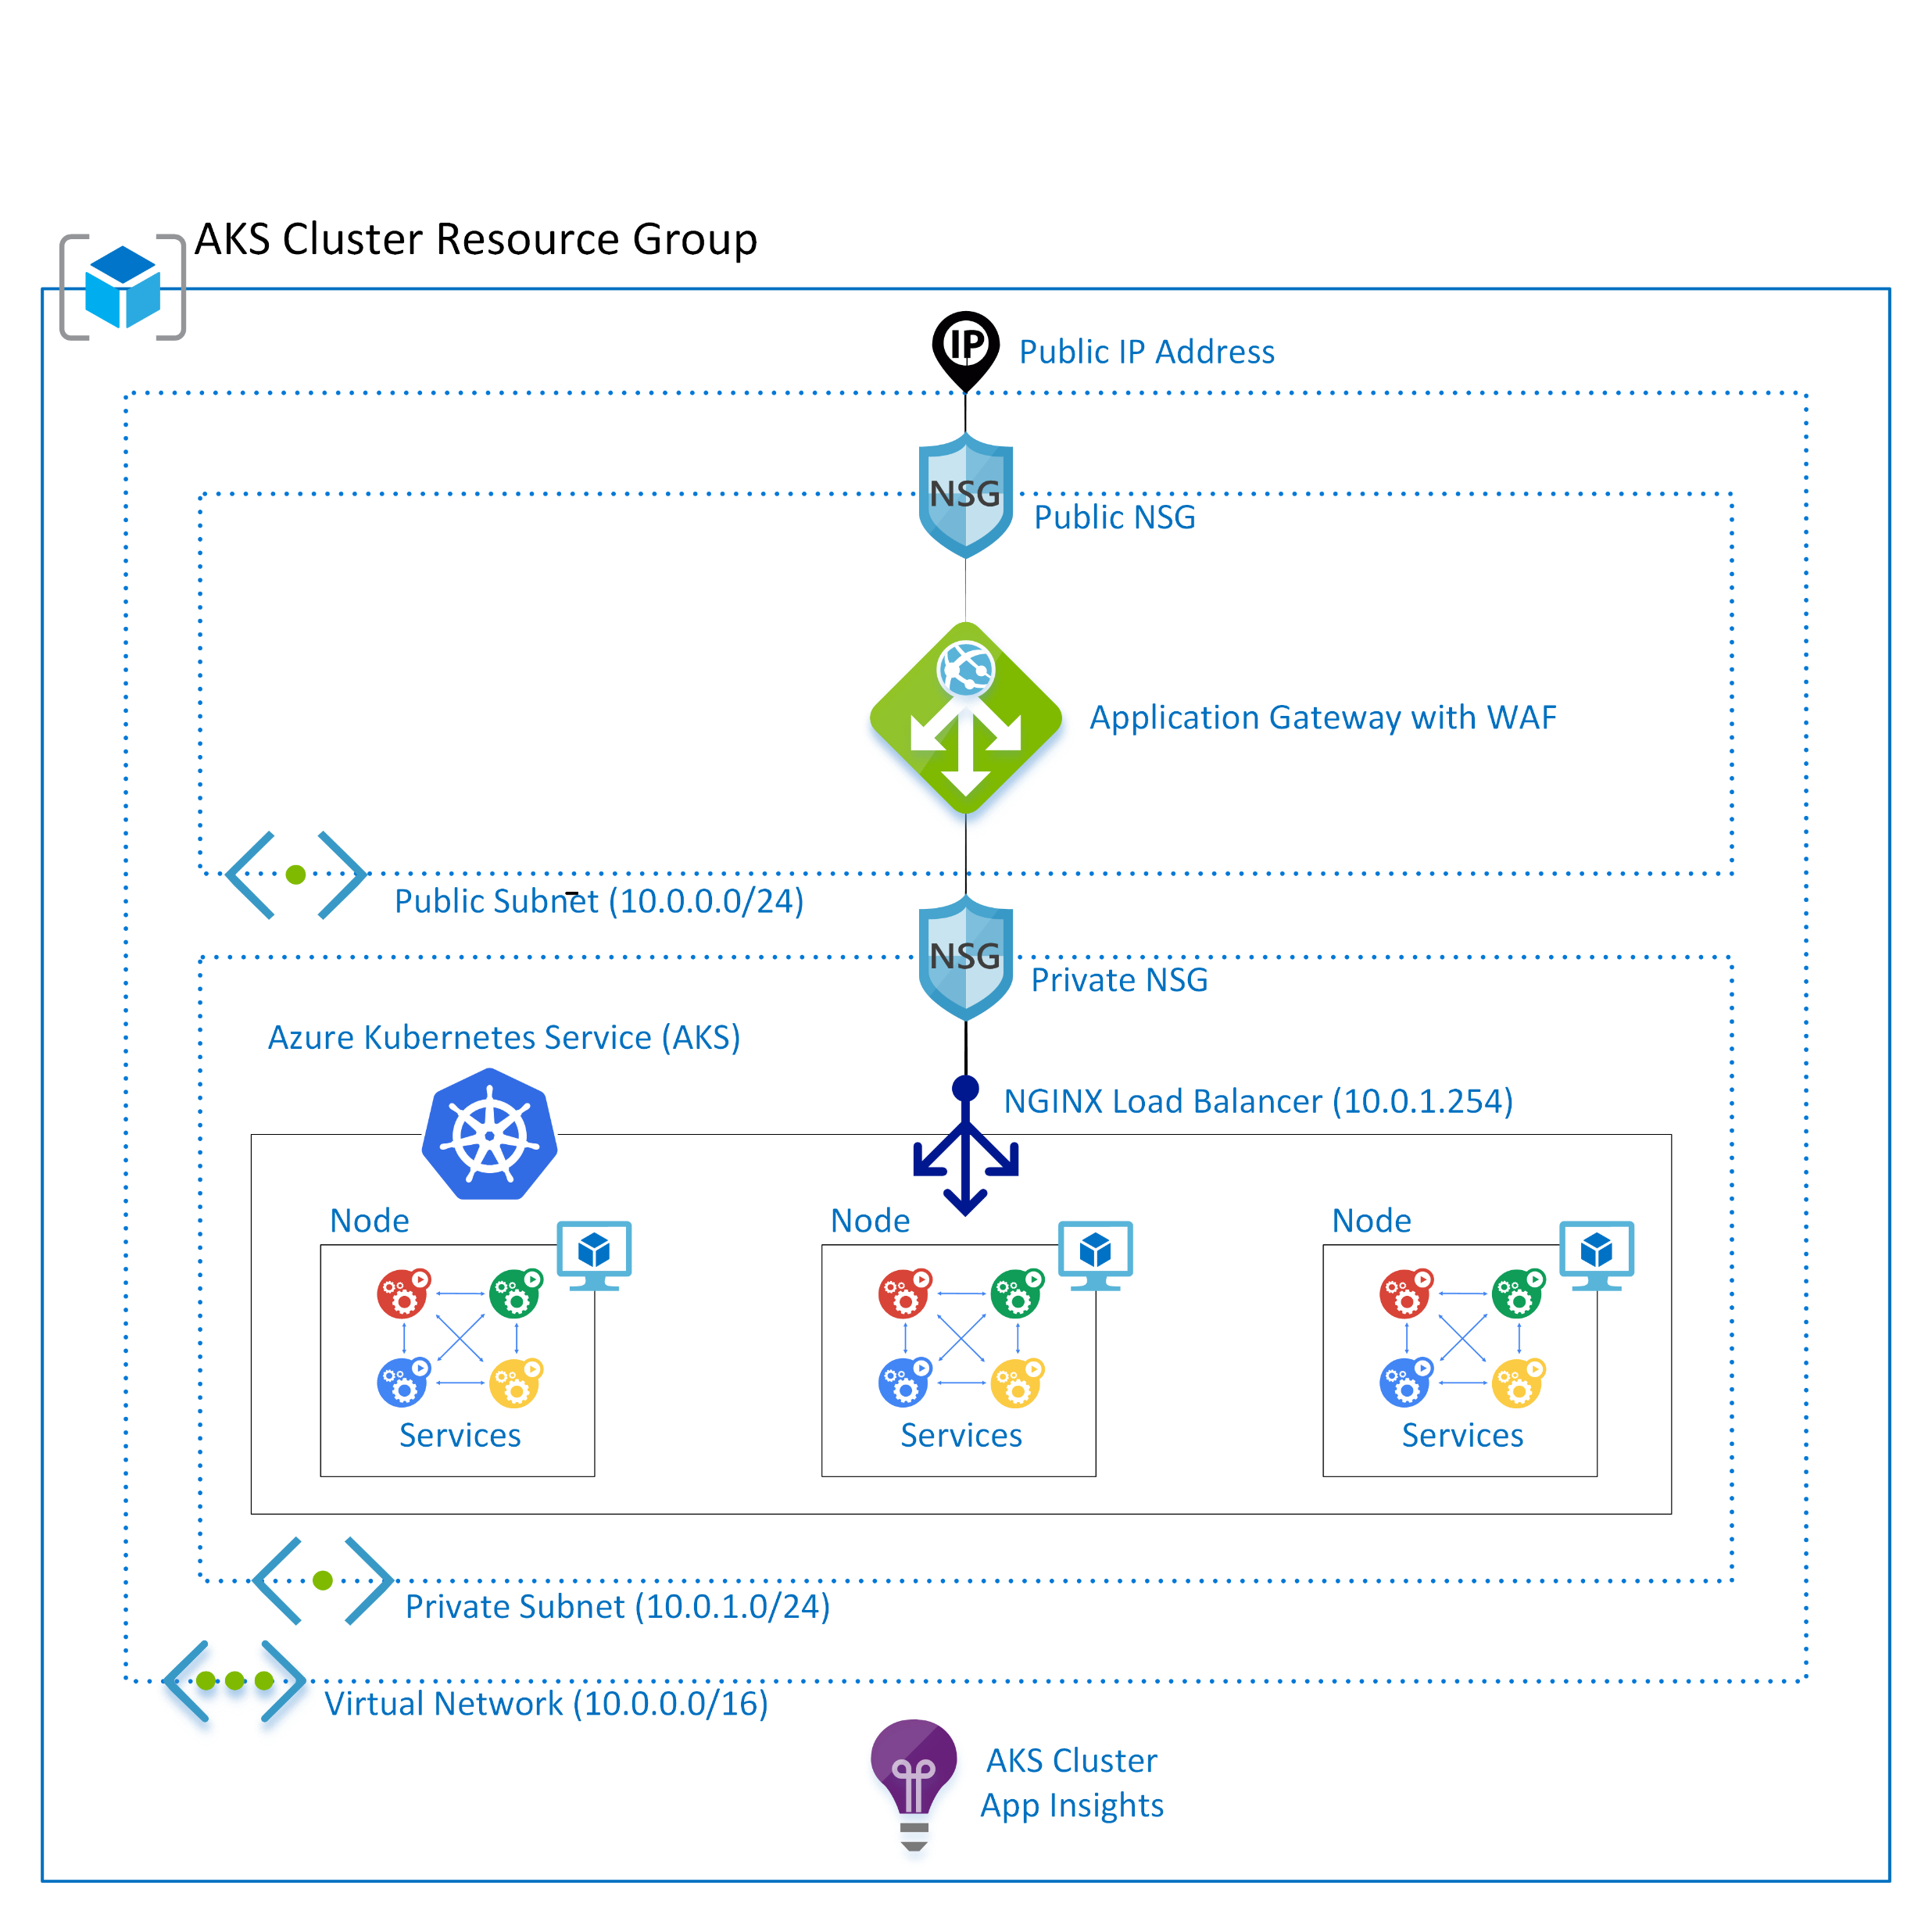 AKS Cluster Resource Group
IP
Public IP Address
NSG
Public NSG
Application Gateway with WAF
Public Subnet (10.0.0.0/24)
NSG
Private NSG
Azure Kubernetes Service (AKS)
NGINX Load Balancer (10.0.1.254)
Node
Node
Node
Services
Services
Services
Private Subnet (10.0.1.0/24)
Virtual Network (10.0.0.0/16)
AKS Cluster
App Insights